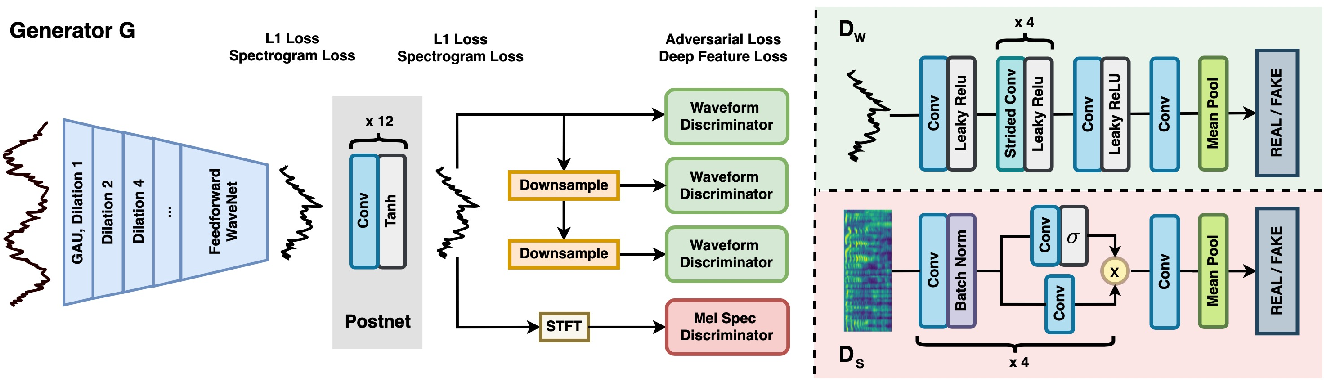 Generator G
L1 Loss
Spectrogram Loss
L1 Loss
Spectrogram Loss
Adversarial Loss
Deep Feature Loss
GAU, Dilation 1
Dilation 2
Dilation 4
...
Feedforward
WaveNet
x 12
Conv
Tanh
Postnet
Waveform
Discriminator
Downsample
Waveform
Discriminator
Downsample
Waveform
Discriminator
STFT
Mel Spec
Discriminator
D_W
x 4
Conv
Leaky Relu
Strided Conv
Leaky Relu
Conv
Leaky ReLU
Conv
Mean Pool
REAL / FAKE
Conv
Batch Norm
Conv
σ
Conv
x
Conv
Mean Pool
REAL / FAKE
x 4
D_S